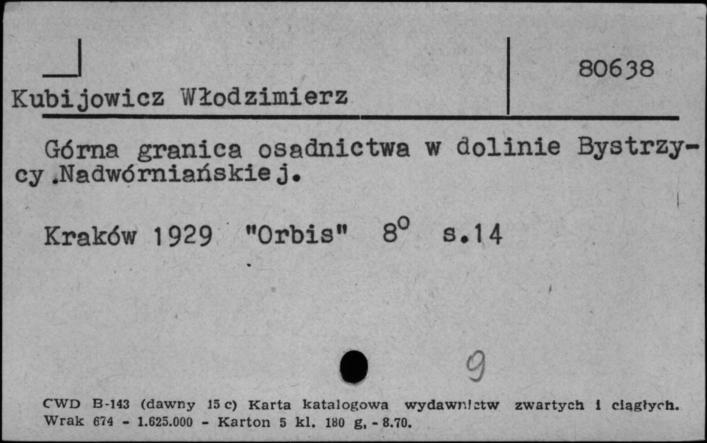 80638
Kubijowicz Włodzimierz
Górna granica osadnictwa w dolinie Bystrzy-
cy .Nadwórniańskiej.
Kraków 1929 "Orbis" 8° s.14
9
CWD B-143 (dawny 15 c) Karta katalogowa wydawnictw zwartych i ciągłych.
Wrak 674 - 1.625.000 - Karton 5 kl. 180 g, - 8.70.